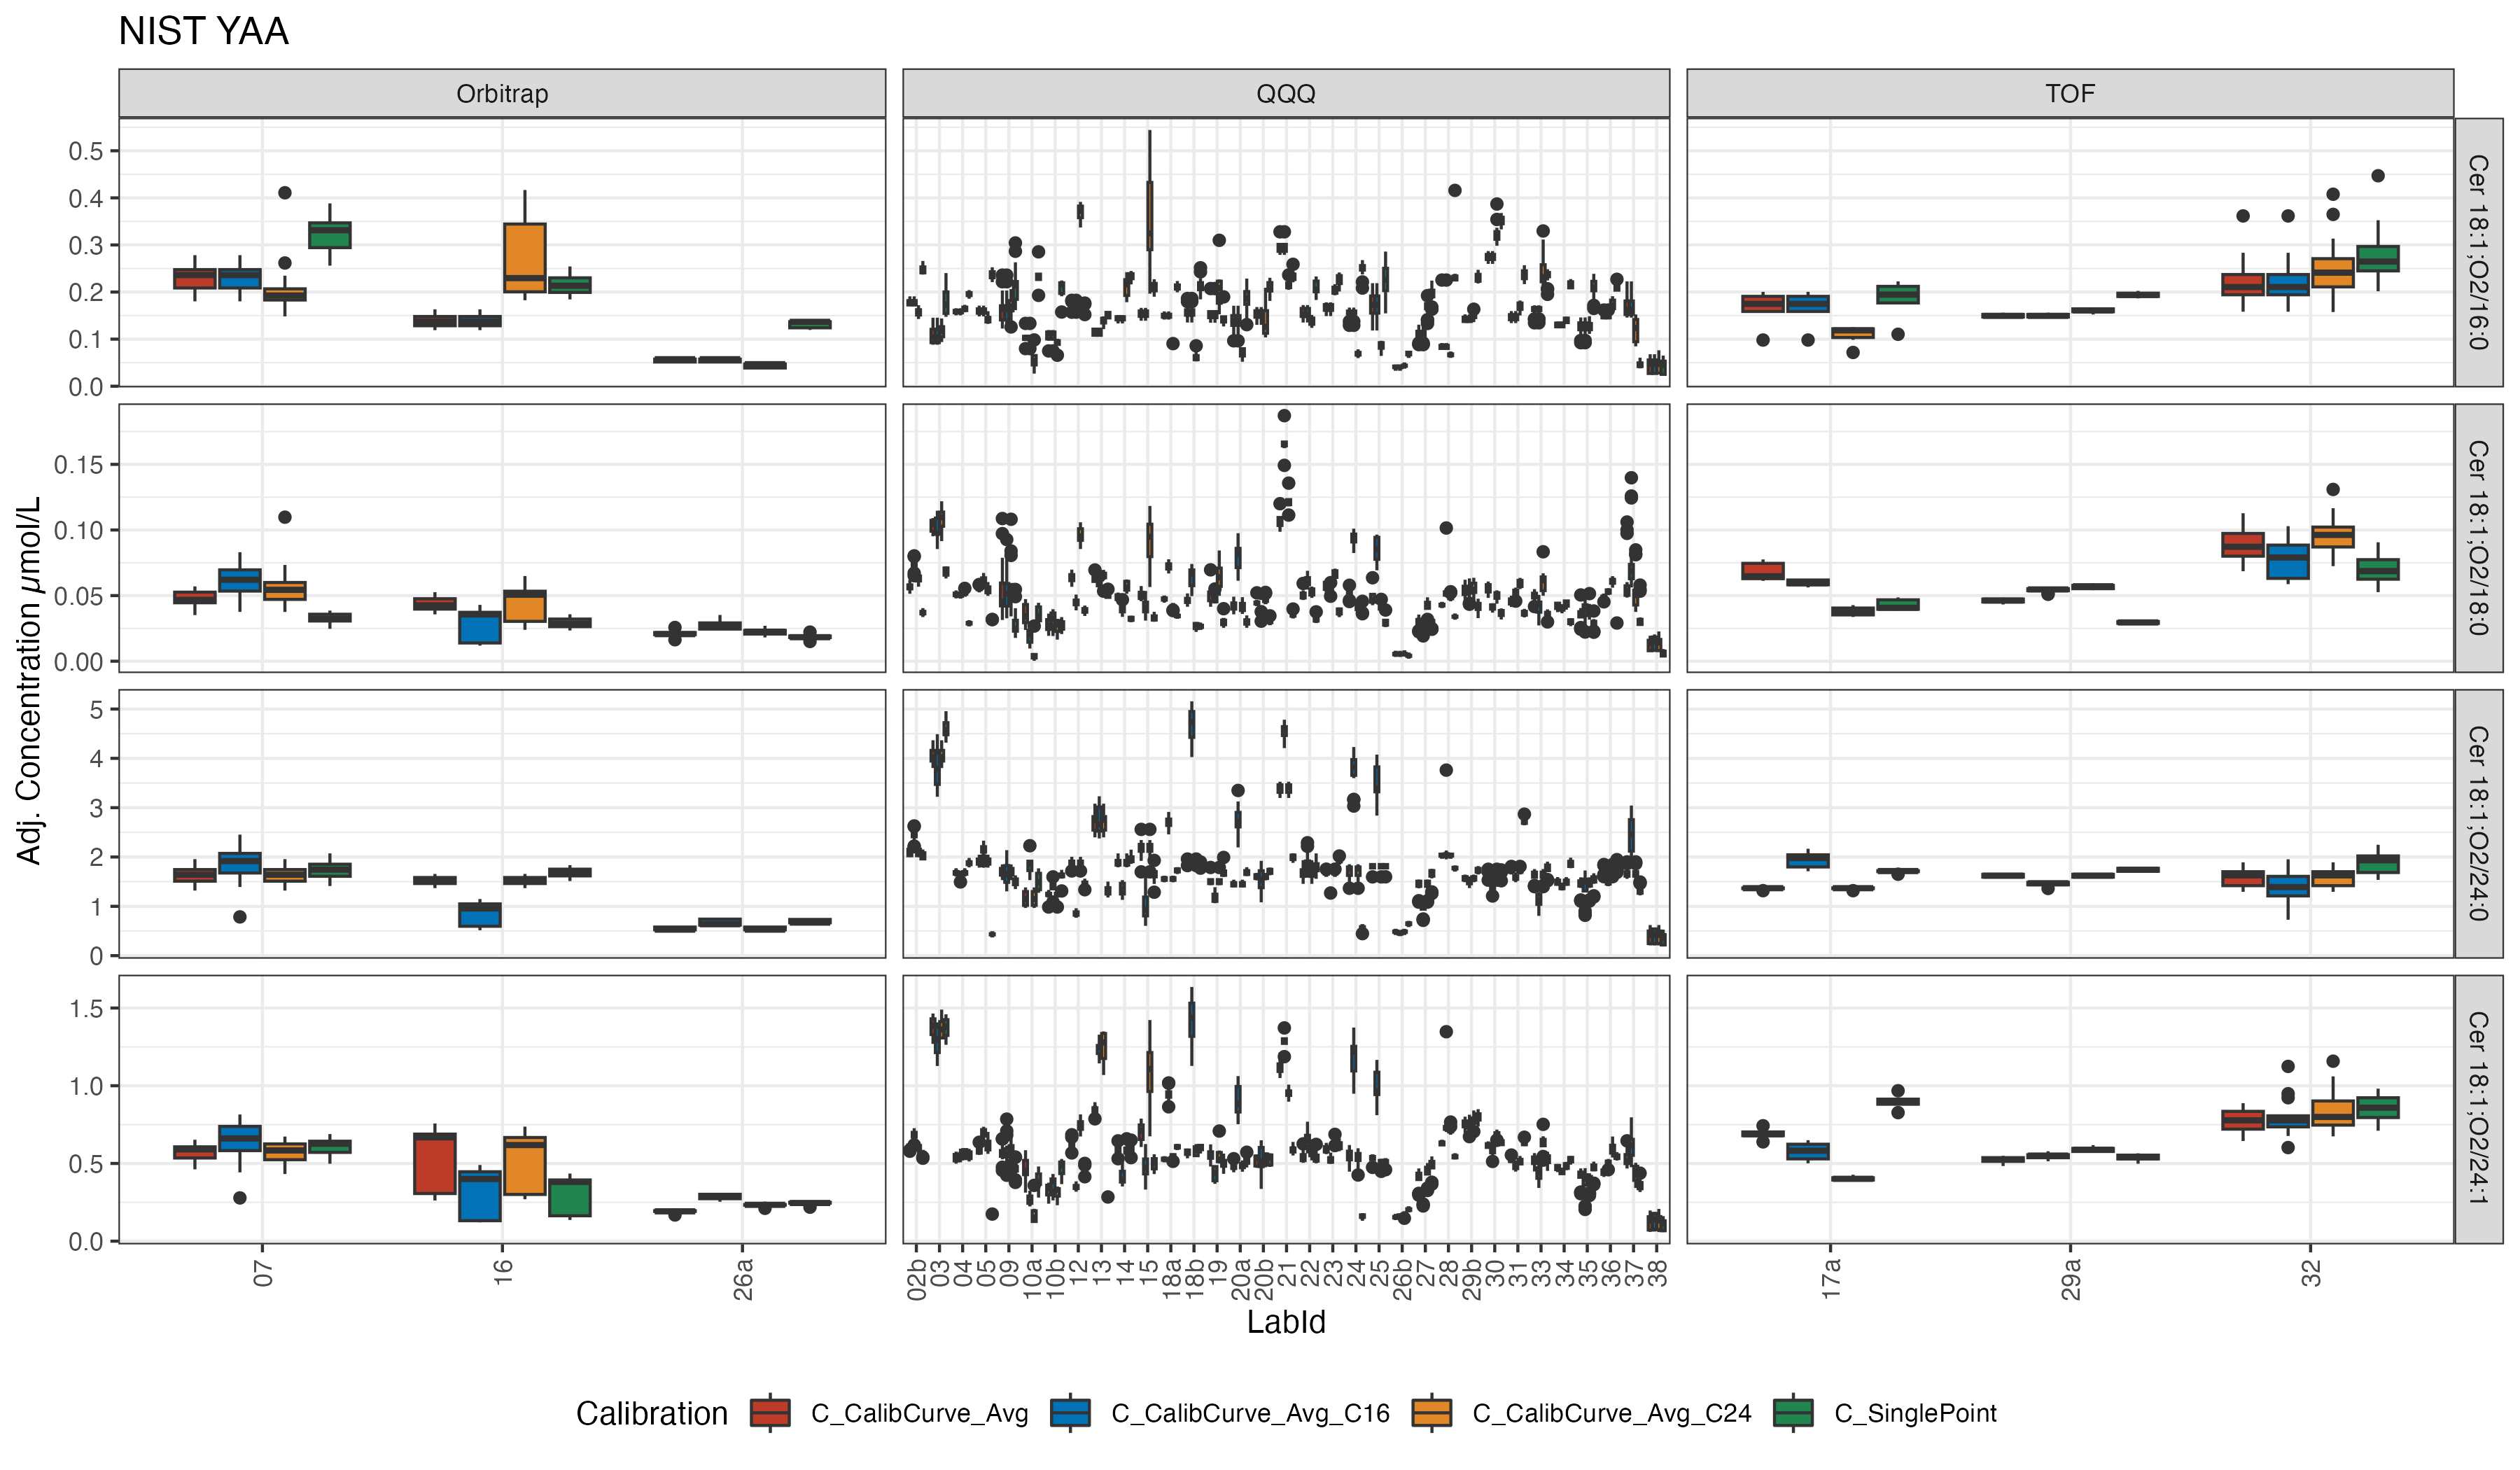 NIST YAA
Orbitrap QQQ TOF
0.5
0.4
0.3
0.2
0.1
0.0
Cer 18:1;O2/16:0
0.15
0.10
0.05
0.00
Cer 18:1;O2/18:0
5
4
3
2
1
0
Cer 18:1;O2/24:0
1.5
1.0
0.5
0.0
Cer 18:1;O2/24:1
Adj. Concentration µmol/L
07 16 26a 02b 03 04 05 09 10a 10b 12 13 14 15 18a 18b 19 20a 20b 21 22 23 24 25 26b 27 28 29b 30 31 33 34 35 36 37 38 17a 29a 32
LabId
Calibration C_CalibCurve_Avg C_CalibCurve_Avg_C16 C_CalibCurve_Avg_C24 C_SinglePoint